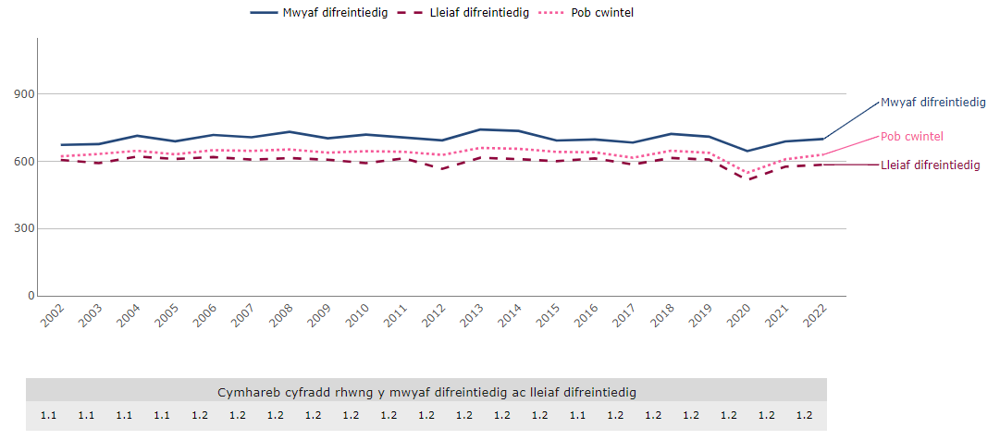 Mwyaf difreintiedig Lleiaf difreintiedig Pob cwintel
900
600
300
0
Mwyaf difreintiedig
Pob cwintel
Lleiaf difreintiedig
2002 2003 2004 2005 2006 2007 2008 2009 2010 2011 2012 2013 2014 2015 2016 2017 2018 2019 2020 2021 2022
Cymhareb cyfradd rhwng y mwyaf difreintiedig ac lleiaf difreintiedig
1.1 1.1 1.1 1.1 1.2 1.2 1.2 1.2 1.2 1.2 1.2 1.2 1.2 1.2 1.1 1.2 1.2 1.2 1.2 1.2 1.2